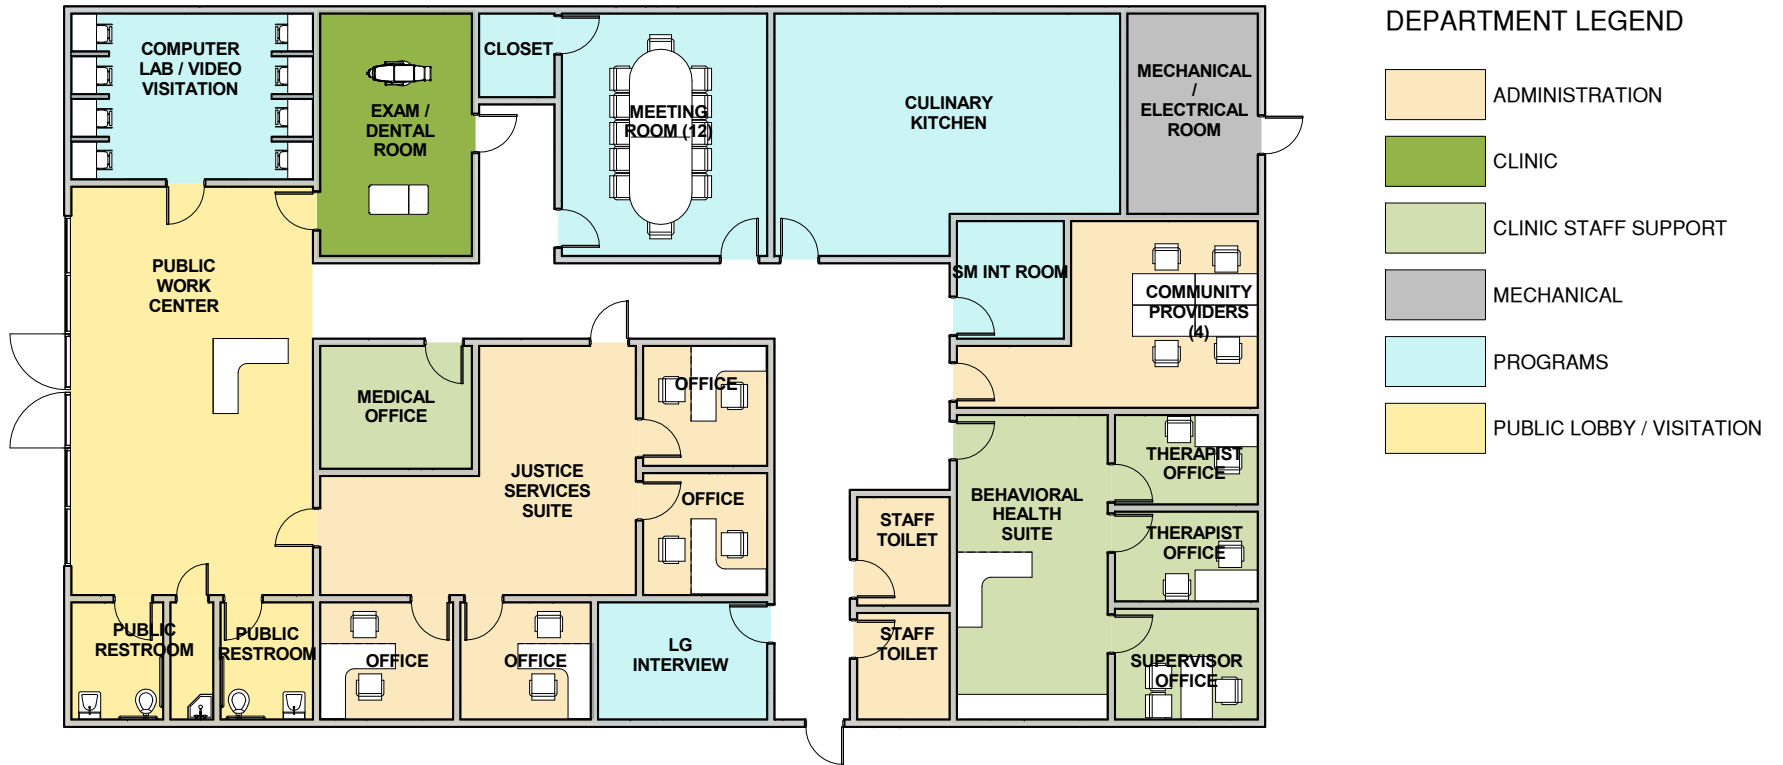 DEPARTMENT LEGEND
ADMINISTRATION
CLINIC
CLINIC STAFF SUPPORT
MECHANICAL
PROGRAMS
PUBLIC LOBBY / VISITATION
COMPUTER
LAB / VIDEO
VISITATION
EXAM /
DENTAL
ROOM
CLOSET
MEETING
ROOM (12)
CULINARY
KITCHEN
MECHANICAL
/
ELECTRICAL
ROOM
PUBLIC
WORK
CENTER
SM INT ROOM
COMMUNITY
PROVIDERS
(4)
MEDICAL
OFFICE
OFFICE
JUSTICE
SERVICES
SUITE
OFFICE
STAFF
TOILET
BEHAVIORAL
HEALTH
SUITE
THERAPIST
OFFICE
THERAPIST
OFFICE
PUBLIC
RESTROOM
PUBLIC
RESTROOM
OFFICE
OFFICE
LG
INTERVIEW
STAFF
TOILET
SUPERVISOR
OFFICE